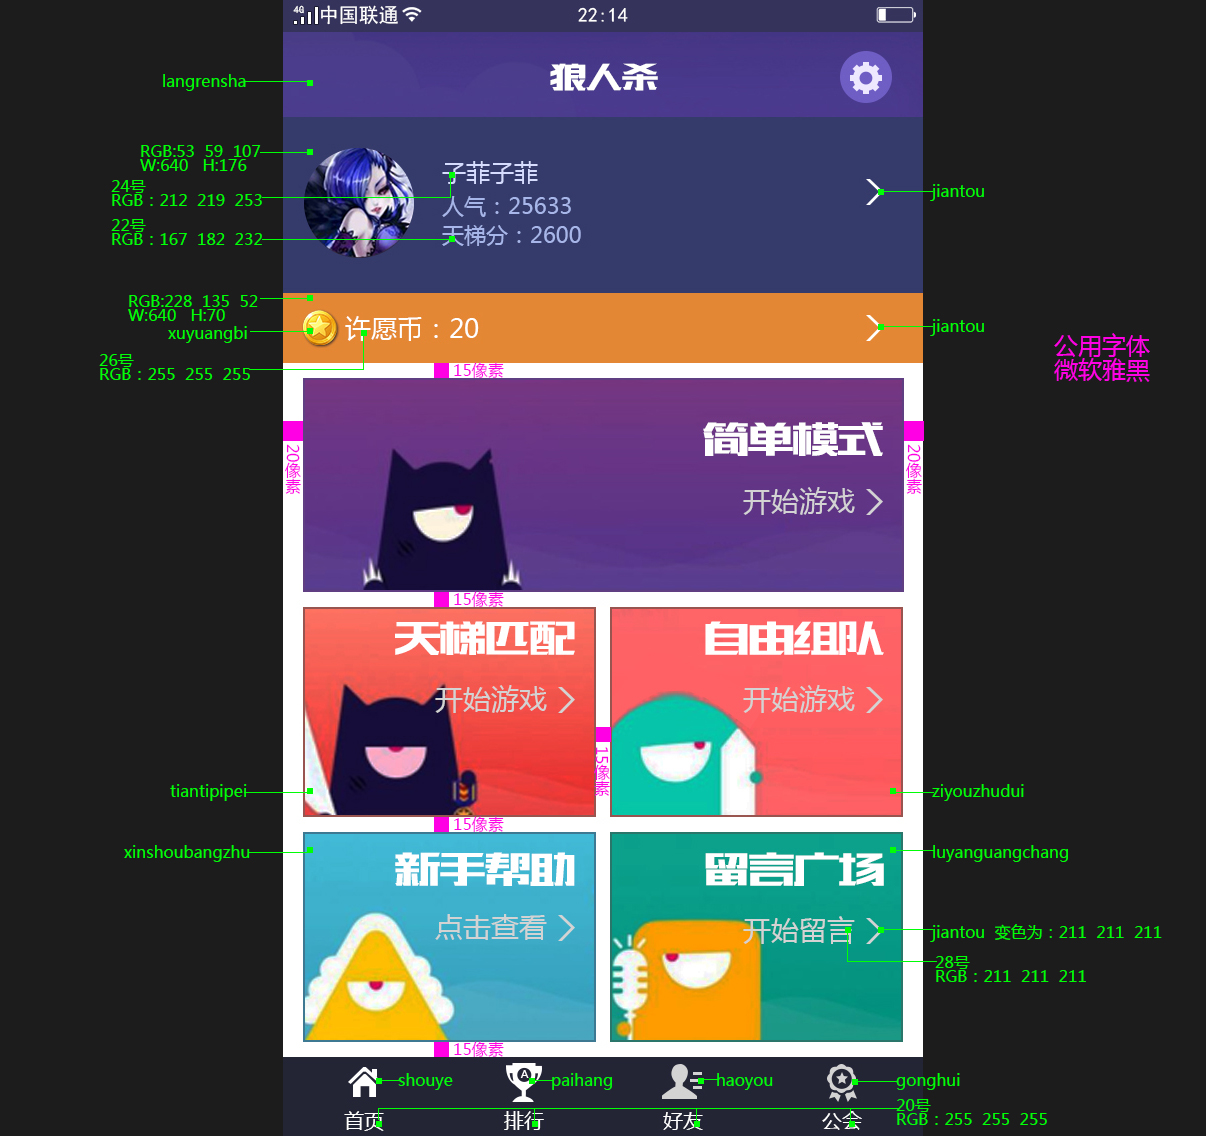 4G 中国联通 22:14
狼人杀
langrensha
RGB:53 59 107
W:640 H:176
24号
RGB：212 219 253
22号
RGB：167 182 232
子菲子菲
人气：25633
天梯分：2600
jiantou
RGB:228 135 52
W:640 H:70
xuyuangbi
26号
RGB：255 255 255
许愿币：20
jiantou
公用字体
微软雅黑
15像素
20像素
简单模式
开始游戏
20像素
15像素
天梯匹配
开始游戏
自由组队
开始游戏
15像素
tiantipipei
ziyouzhudui
15像素
xinshoubangzhu
新手帮助
点击查看
留言广场
开始留言
luyanguangchang
jiantou 变色为：211 211 211
28号
RGB：211 211 211
15像素
A
shouye
paihang
haoyou
gonghui
首页
排行
好友
公会
20号
RGB：255 255 255